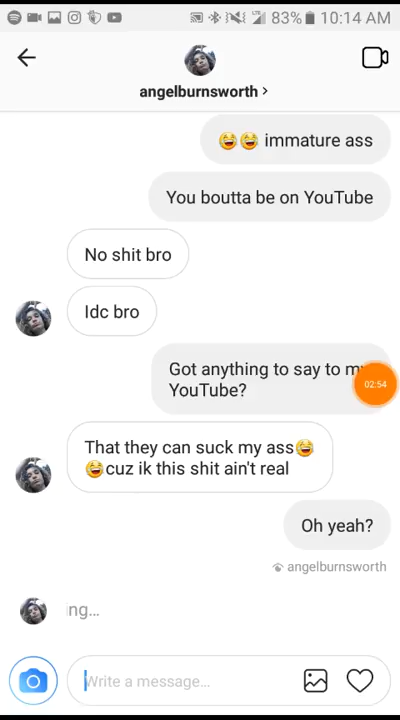 83% 10:14 AM
angelburnsworth >
😂😂 immature ass
You boutta be on YouTube
No shit bro
Idc bro
Got anything to say to
YouTube?
02:54
That they can suck my ass😂
😂cuz ik this shit ain't real
Oh yeah?
angelburnsworth
ng...
Write a message...